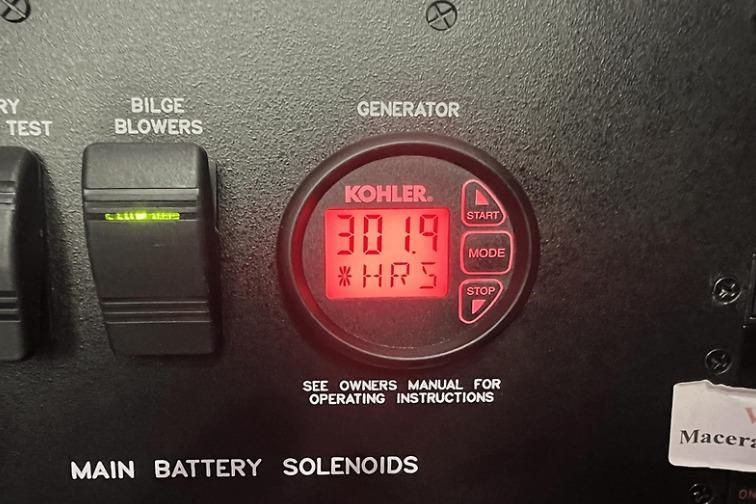 RY
TEST
BILGE
BLOWERS
GENERATOR
KOHLER®
301.9
*HRS
START
MODE
STOP
SEE OWNERS MANUAL FOR
OPERATING INSTRUCTIONS
MAIN BATTERY SOLENOIDS
Macera